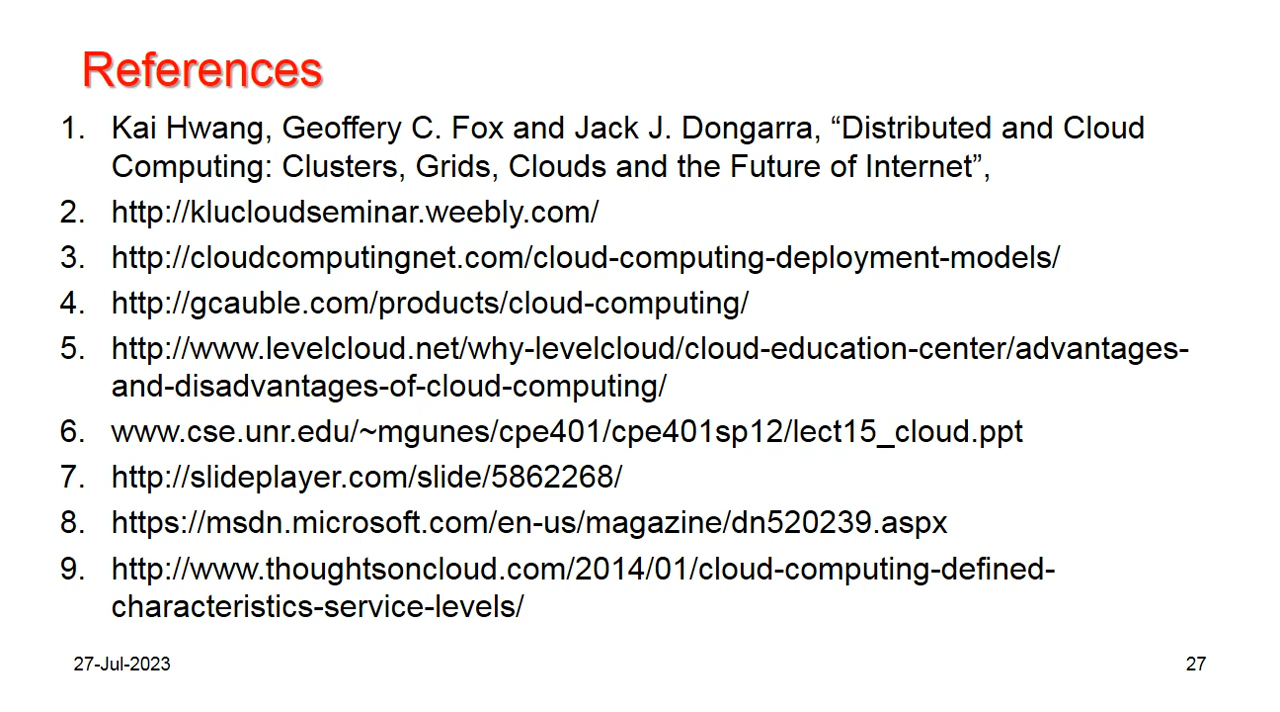 References
1. Kai Hwang, Geoffery C. Fox and Jack J. Dongarra, “Distributed and Cloud
Computing: Clusters, Grids, Clouds and the Future of Internet”,
2. http://klucloudseminar.weebly.com/
3. http://cloudcomputingnet.com/cloud-computing-deployment-models/
4. http://gcauble.com/products/cloud-computing/
5. http://www.levelcloud.net/why-levelcloud/cloud-education-center/advantages-
and-disadvantages-of-cloud-computing/
6. www.cse.unr.edu/~mgunes/cpe401/cpe401sp12/lect15_cloud.ppt
7. http://slideplayer.com/slide/5862268/
8. https://msdn.microsoft.com/en-us/magazine/dn520239.aspx
9. http://www.thoughtsoncloud.com/2014/01/cloud-computing-defined-
characteristics-service-levels/
27-Jul-2023
27